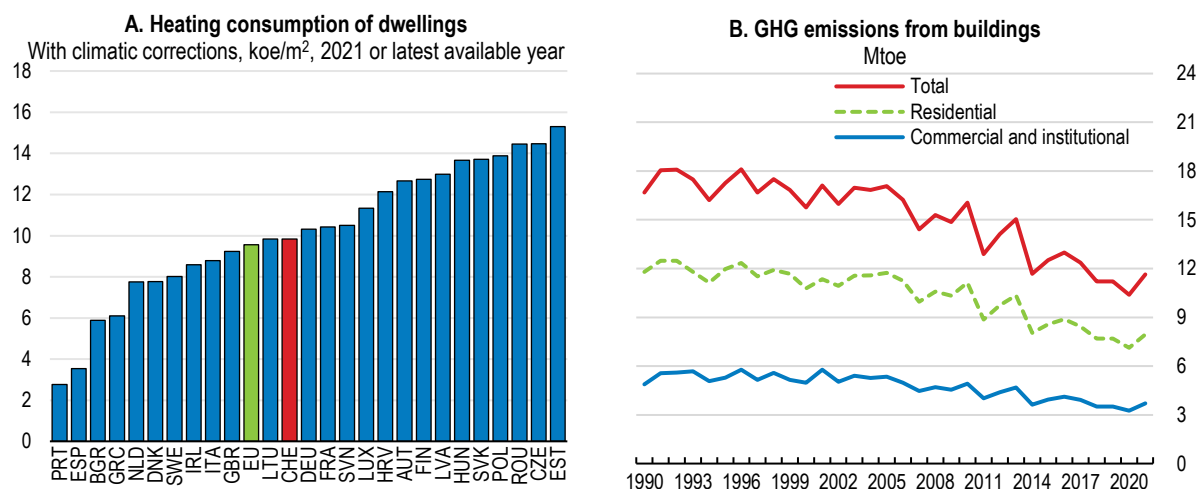 A. Heating consumption of dwellings
With climatic corrections, koe/m², 2021 or latest available year
18
16
14
12
10
8
6
4
2
0
PRT ESP BGR GRC NLD DNK SWE IRL ITA GBR EU LTU CHE DEU FRA SVN LUX HRV AUT FIN LVA HUN SVK POL ROU CZE EST
B. GHG emissions from buildings
Mtoe
Total
Residential
Commercial and institutional
24
21
18
15
12
9
6
3
0
1990 1993 1996 1999 2002 2005 2008 2011 2014 2017 2020